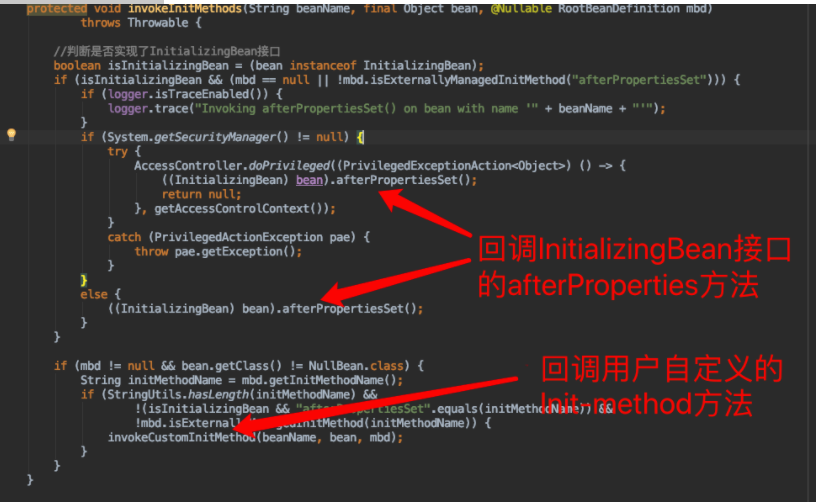 protected void invokeInitMethods(String beanName, final Object bean, @Nullable RootBeanDefinition mbd)
throws Throwable {
//判断是否实现了InitializingBean接口
boolean isInitializingBean = (bean instanceof InitializingBean);
if (isInitializingBean && (mbd == null || !mbd.isExternallyManagedInitMethod("afterPropertiesSet"))) {
if (logger.isTraceEnabled()) {
logger.trace("Invoking afterPropertiesSet() on bean with name '" + beanName + "'");
}
if (System.getSecurityManager() != null) {
try {
AccessController.doPrivileged((PrivilegedExceptionAction<Object>) () -> {
((InitializingBean) bean).afterPropertiesSet();
return null;
}, getAccessControlContext());
}
catch (PrivilegedActionException pae) {
throw pae.getException();
}
}
else {
((InitializingBean) bean).afterPropertiesSet();
}
}
回调InitializingBean接口
的afterProperties方法
if (mbd != null && bean.getClass() != NullBean.class) {
String initMethodName = mbd.getInitMethodName();
if (StringUtils.hasLength(initMethodName) &&
!(isInitializingBean && "afterPropertiesSet".equals(initMethodName)) &&
InitMethod(initMethodName)) {
invokeCustomInitMethod(beanName, bean, mbd);
}
}
}
回调用户自定义的
Init- method方法